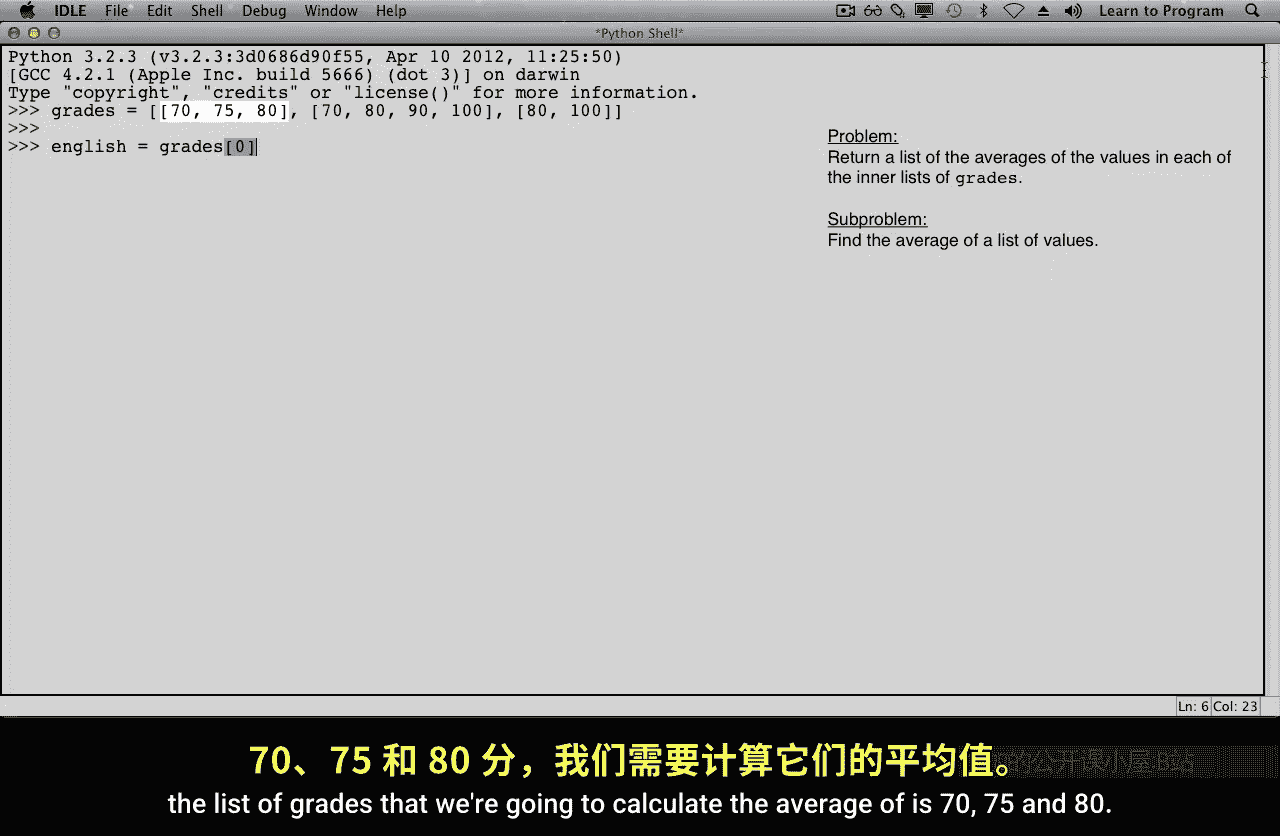 IDLE File Edit Shell Debug Window Help Learn to Program
*Python Shell*
Python 3.2.3 (v3.2.3:3d0686d90f55, Apr 10 2012, 11:25:50)
[GCC 4.2.1 (Apple Inc. build 5666) (dot 3)] on darwin
Type "copyright", "credits" or "license()" for more information.
>>> grades = [[70, 75, 80], [70, 80, 90, 100], [80, 100]]
>>>
>>> english = grades[0]
Problem:
Return a list of the averages of the values in each of
the inner lists of grades.
Subproblem:
Find the average of a list of values.
Ln: 6 Col: 23
70、75 和 80 分，我们需要计算它们的平均值。
的公开课小屋
the list of grades that we're going to calculate the average of is 70, 75 and 80.